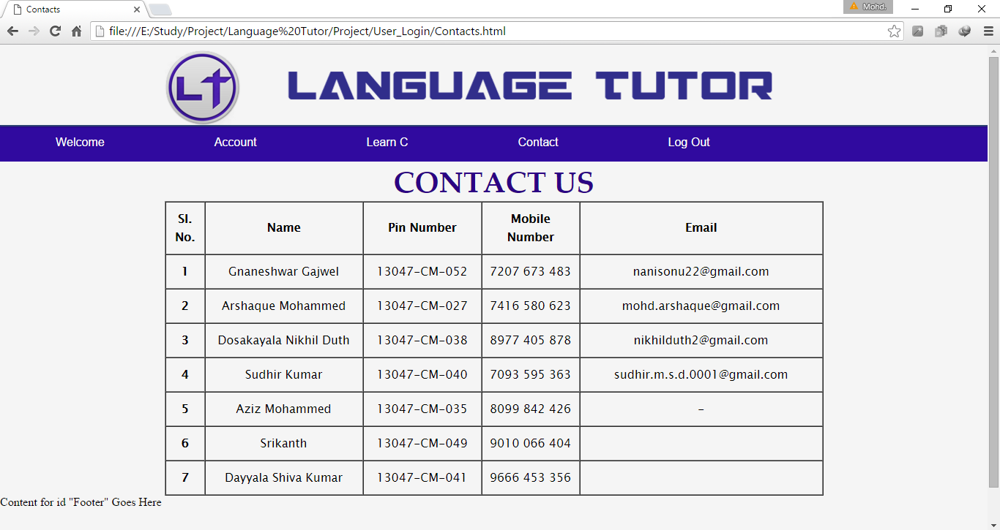 Contacts
Mohd.
file:///E:/Study/Project/Language%20Tutor/Project/User_Login/Contacts.html
LT LANGUAGE TUTOR
Welcome Account Learn C Contact Log Out
CONTACT US
Sl. No. Name Pin Number Mobile Number Email
1 Gnaneshwar Gajwel 13047-CM-052 7207 673 483 nanisonu22@gmail.com
2 Arshaque Mohammed 13047-CM-027 7416 580 623 mohd.arshaque@gmail.com
3 Dosakayala Nikhil Duth 13047-CM-038 8977 405 878 nikhilduth2@gmail.com
4 Sudhir Kumar 13047-CM-040 7093 595 363 sudhir.m.s.d.0001@gmail.com
5 Aziz Mohammed 13047-CM-035 8099 842 426 -
6 Srikanth 13047-CM-049 9010 066 404
7 Dayyala Shiva Kumar 13047-CM-041 9666 453 356
Content for id "Footer" Goes Here